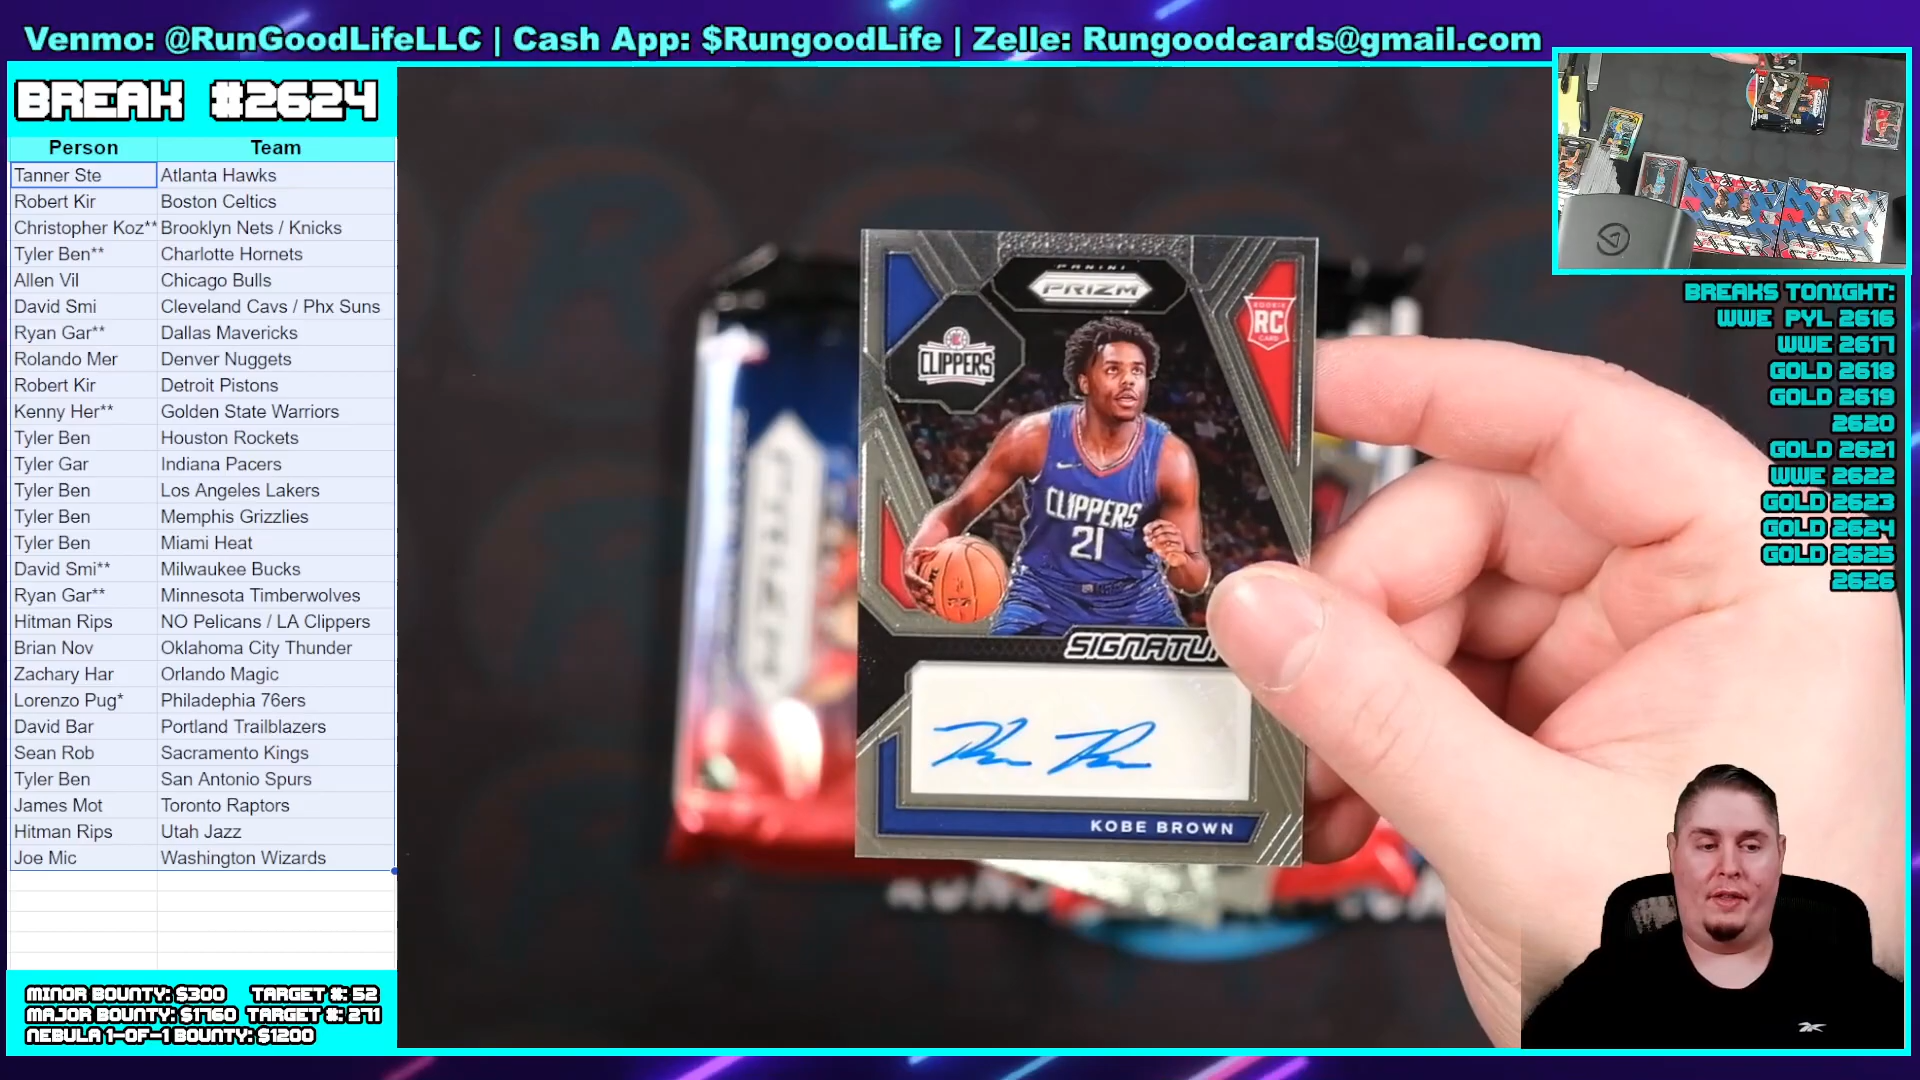 Venmo: @RunGoodLifeLLC | Cash App: $RungoodLife | Zelle: Rungoodcards@gmail.com
BREAK #2624
Person Team
Tanner Ste Atlanta Hawks
Robert Kir Boston Celtics
Christopher Koz** Brooklyn Nets / Knicks
Tyler Ben** Charlotte Hornets
Allen Vil Chicago Bulls
David Smi Cleveland Cavs / Phx Suns
Ryan Gar** Dallas Mavericks
Rolando Mer Denver Nuggets
Robert Kir Detroit Pistons
Kenny Her** Golden State Warriors
Tyler Ben Houston Rockets
Tyler Gar Indiana Pacers
Tyler Ben Los Angeles Lakers
Tyler Ben Memphis Grizzlies
Tyler Ben Miami Heat
David Smi** Milwaukee Bucks
Ryan Gar** Minnesota Timberwolves
Hitman Rips NO Pelicans / LA Clippers
Brian Nov Oklahoma City Thunder
Zachary Har Orlando Magic
Lorenzo Pug* Philadephia 76ers
David Bar Portland Trailblazers
Sean Rob Sacramento Kings
Tyler Ben San Antonio Spurs
James Mot Toronto Raptors
Hitman Rips Utah Jazz
Joe Mic Washington Wizards
MINOR BOUNTY: $300 TARGET #: 52
MAJOR BOUNTY: $1760 TARGET #: 271
NEBULA 1-OF-1 BOUNTY: $1200
PANINI
PRIZM
ROOKIE
RC
CARD
CLIPPERS
CLIPPERS
21
SIGNATU
KOBE BROWN
BREAKS TONIGHT:
WWE PYL 2616
WWE 2617
GOLD 2618
GOLD 2619
2620
GOLD 2621
WWE 2622
GOLD 2623
GOLD 2624
GOLD 2625
2626